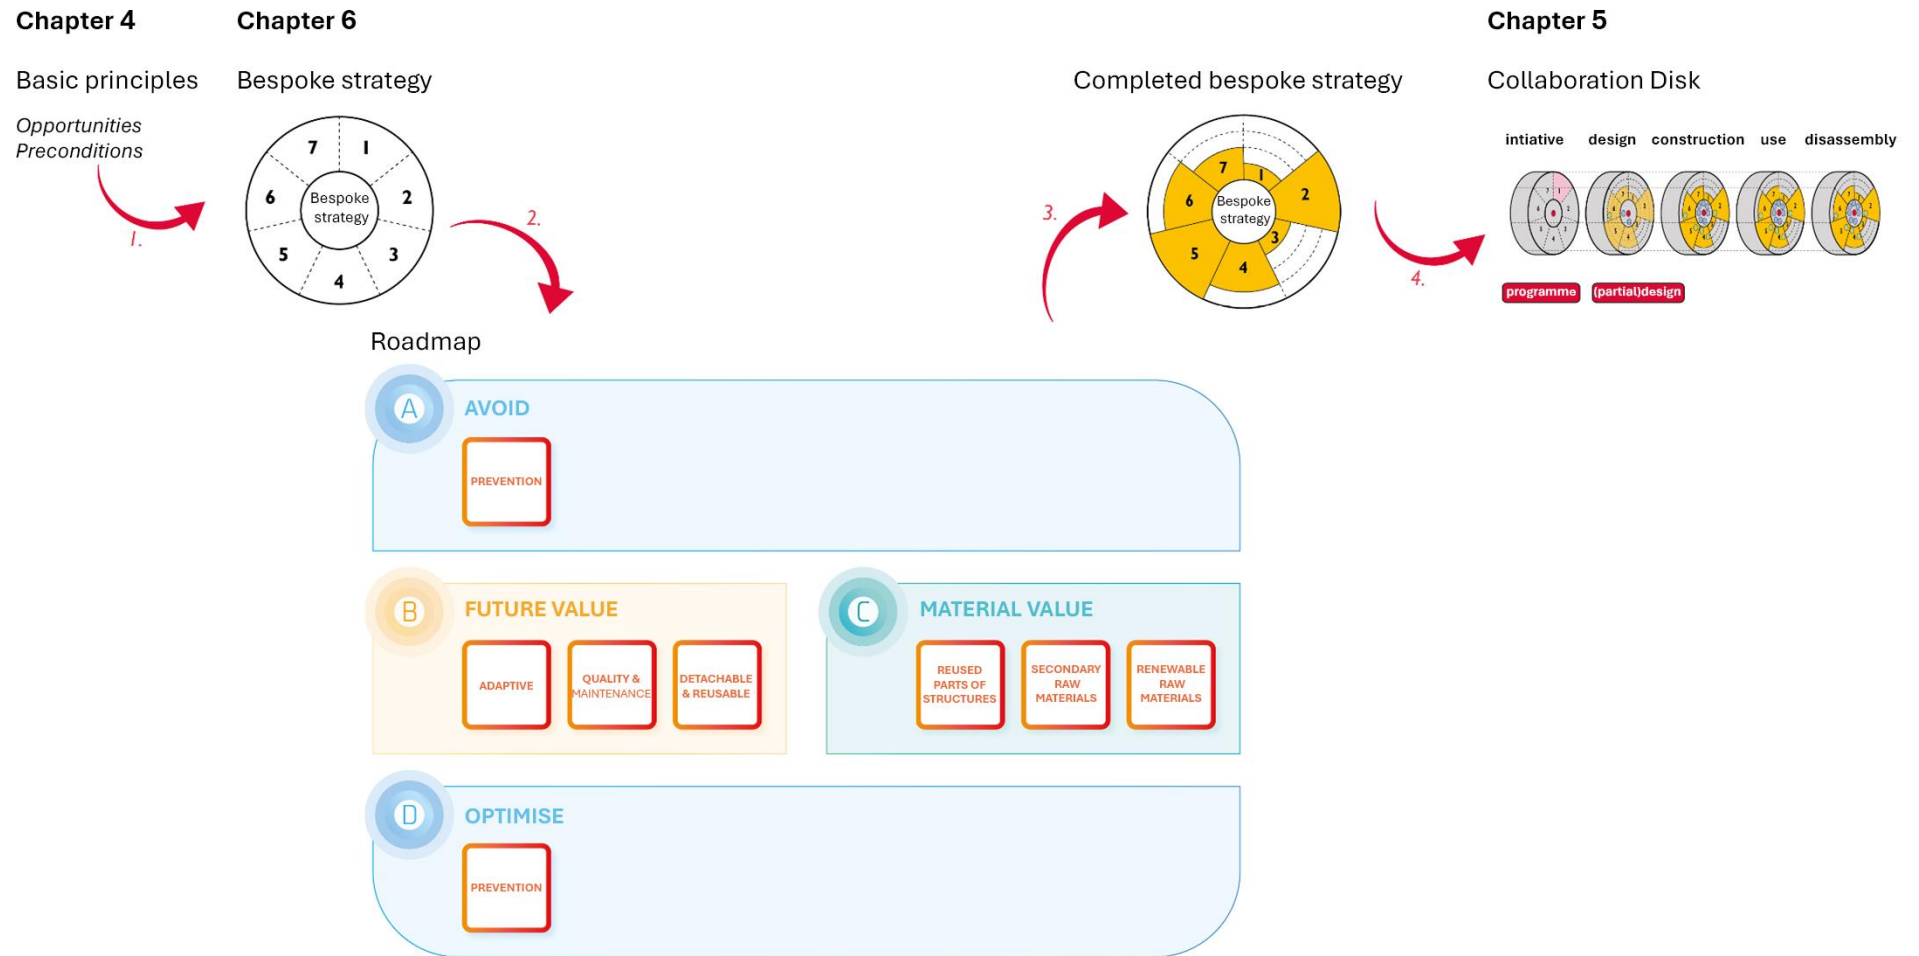 Chapter 4
Chapter 6
Chapter 5
Basic principles
Bespoke strategy
Completed bespoke strategy
Collaboration Disk
Opportunities
Preconditions
1.
7
1
6
2
5
3
4
Bespoke
strategy
2.
3.
7
1
6
2
5
3
4
Bespoke
strategy
4.
intiative
design
construction
use
disassembly
programme
(partial)design
Roadmap
A
AVOID
PREVENTION
B
FUTURE VALUE
ADAPTIVE
QUALITY &
MAINTENANCE
DETACHABLE
& REUSABLE
C
MATERIAL VALUE
REUSED
PARTS OF
STRUCTURES
SECONDARY
RAW
MATERIALS
RENEWABLE
RAW
MATERIALS
D
OPTIMISE
PREVENTION